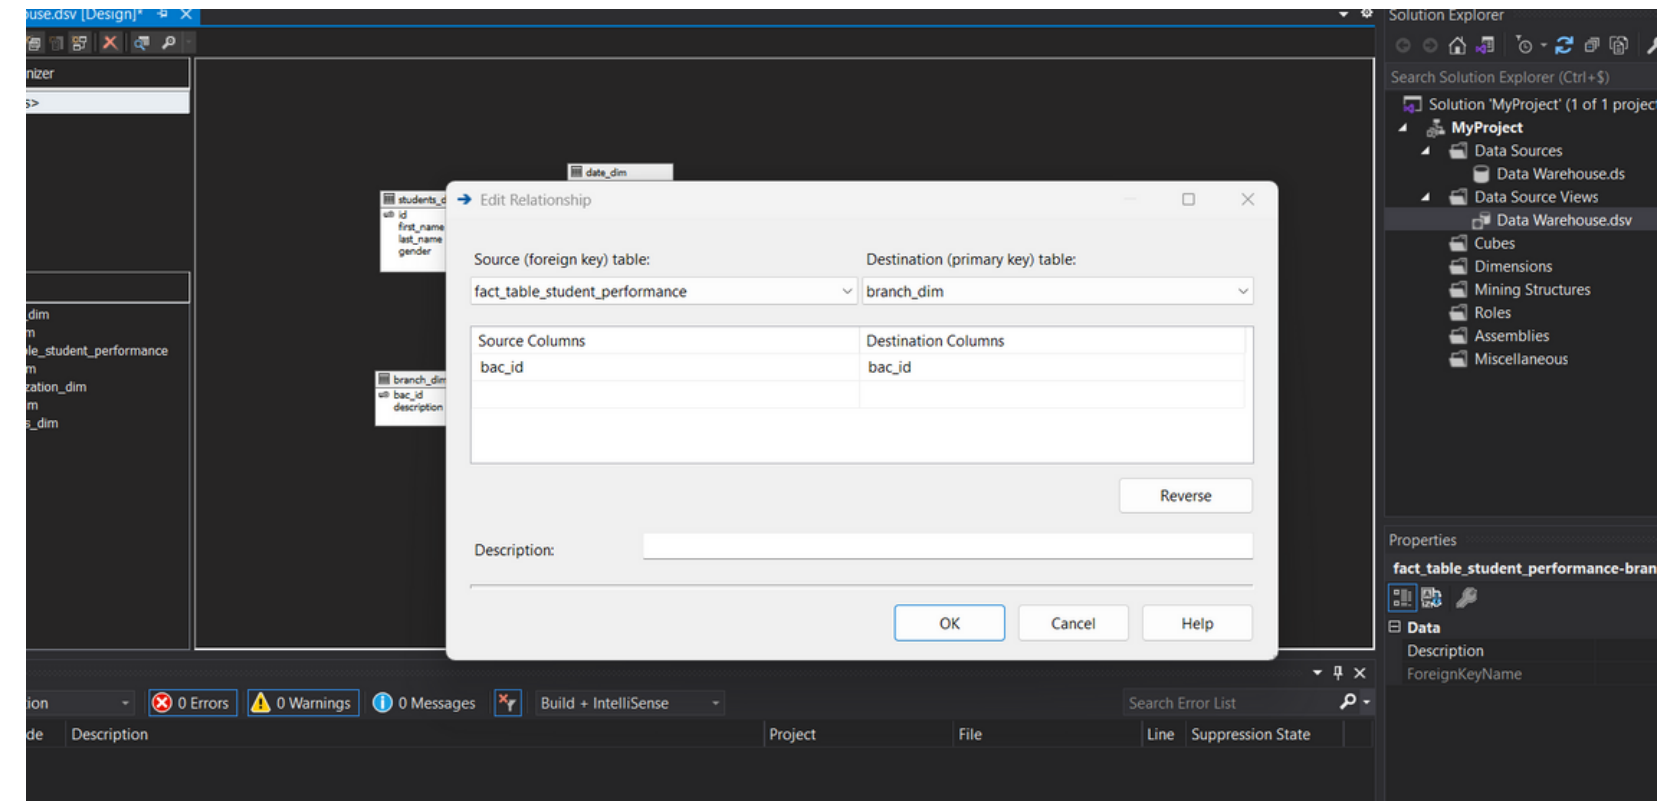 use.dsv [Design]*
Solution Explorer
nizer
s>
Search Solution Explorer (Ctrl+$)
Solution 'MyProject' (1 of 1 project
MyProject
Data Sources
Data Warehouse.ds
Data Source Views
Data Warehouse.dsv
Cubes
Dimensions
Mining Structures
Roles
Assemblies
Miscellaneous
date_dim
students_d
id
first_name
last_name
gender
branch_dim
bac_id
description
_dim
m
le_student_performance
m
zation_dim
m
s_dim
Edit Relationship
Source (foreign key) table:
Destination (primary key) table:
fact_table_student_performance
branch_dim
Source Columns
Destination Columns
bac_id
bac_id
Reverse
Description:
OK
Cancel
Help
Properties
fact_table_student_performance-bran
Data
Description
ForeignKeyName
ion
0 Errors
0 Warnings
0 Messages
Build + IntelliSense
Search Error List
de
Description
Project
File
Line
Suppression State